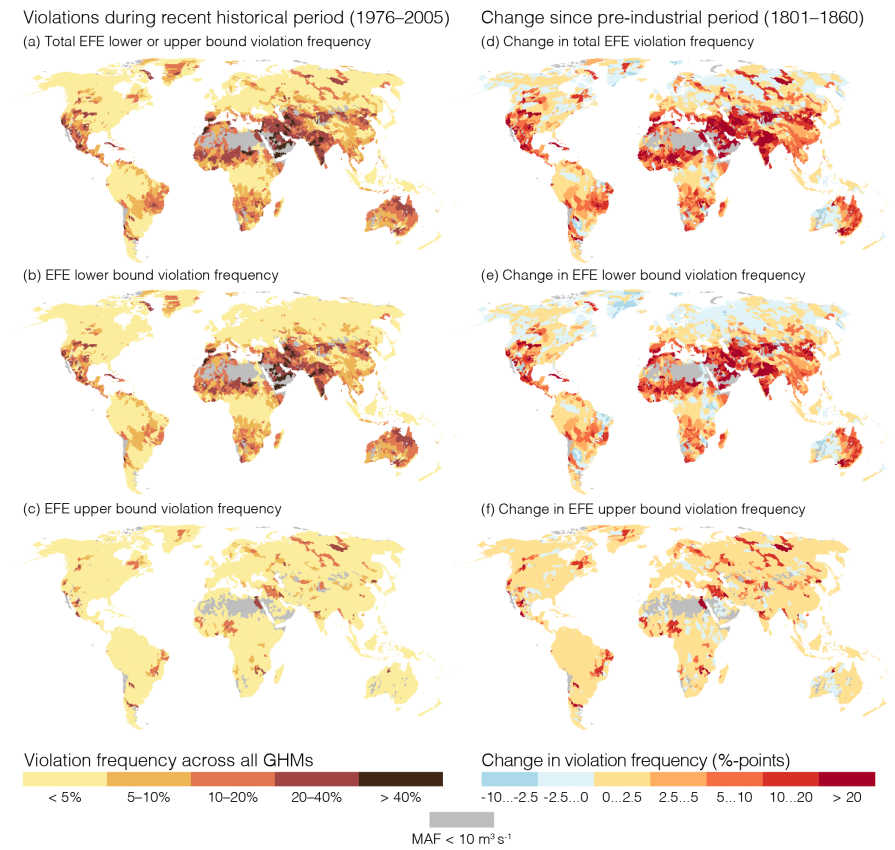 Violations during recent historical period (1976–2005)
Change since pre-industrial period (1801–1860)
(a) Total EFE lower or upper bound violation frequency
(d) Change in total EFE violation frequency
(b) EFE lower bound violation frequency
(e) Change in EFE lower bound violation frequency
(c) EFE upper bound violation frequency
(f) Change in EFE upper bound violation frequency
Violation frequency across all GHMs
< 5% 5–10% 10–20% 20–40% > 40%
Change in violation frequency (%-points)
-10...-2.5 -2.5...0 0...2.5 2.5...5 5...10 10...20 > 20
MAF < 10 m³ s⁻¹